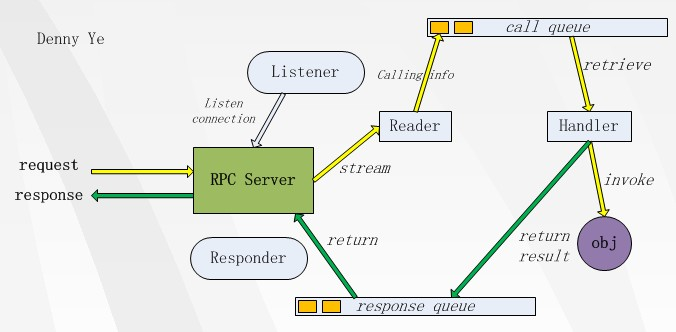 call queue
Denny Ye
Listener
retrieve
Calling info
Listen
connection
Reader
Handler
request
RPC Server
stream
response
invoke
return
return
result
obj
Responder
response queue